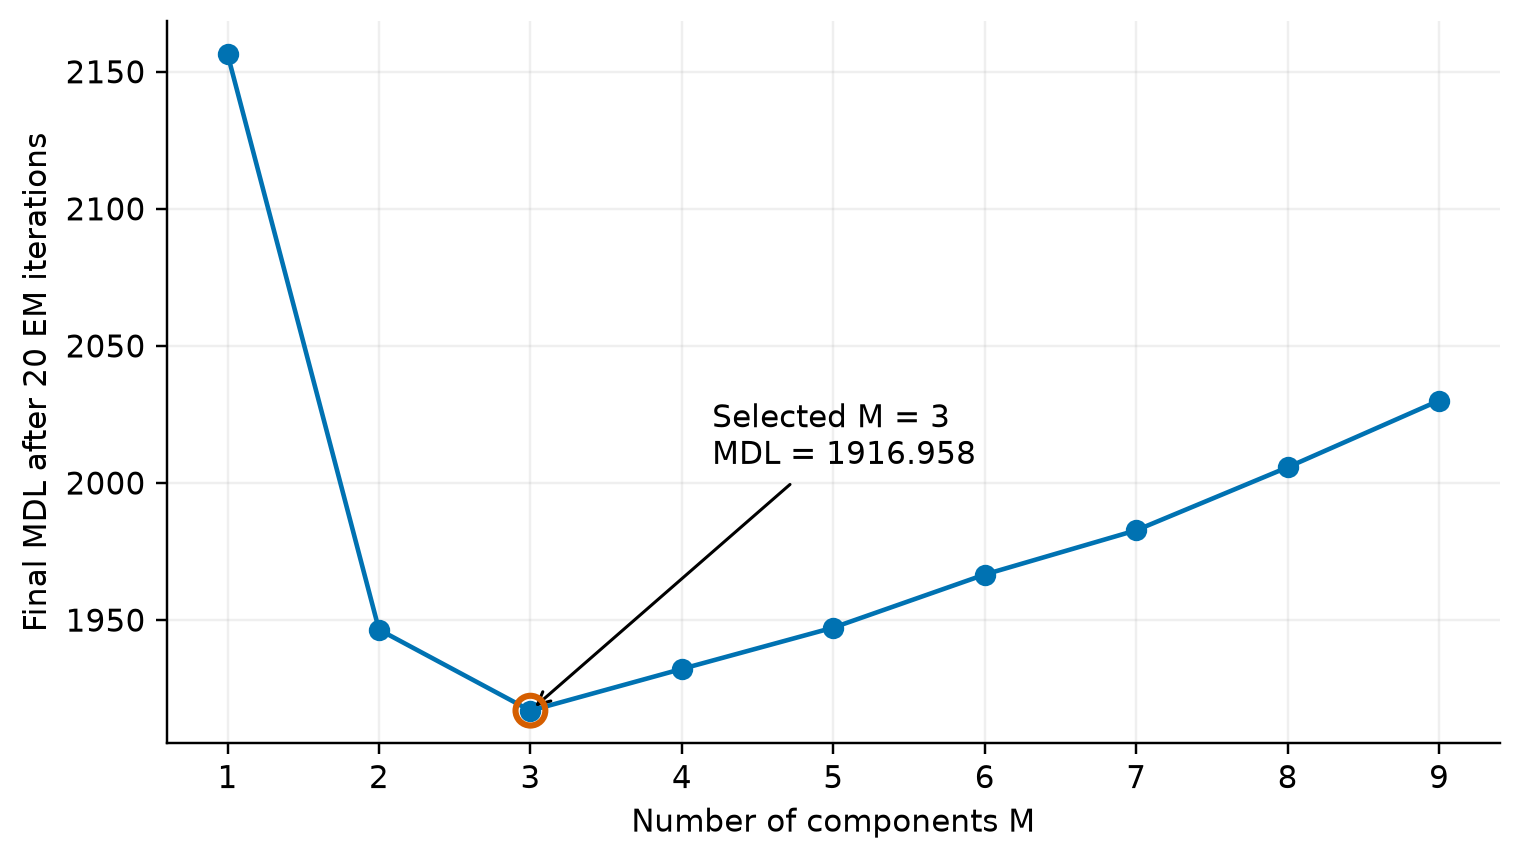 Final MDL after 20 EM iterations
2150
2100
2050
2000
1950
Selected M = 3
MDL = 1916.958
1 2 3 4 5 6 7 8 9
Number of components M